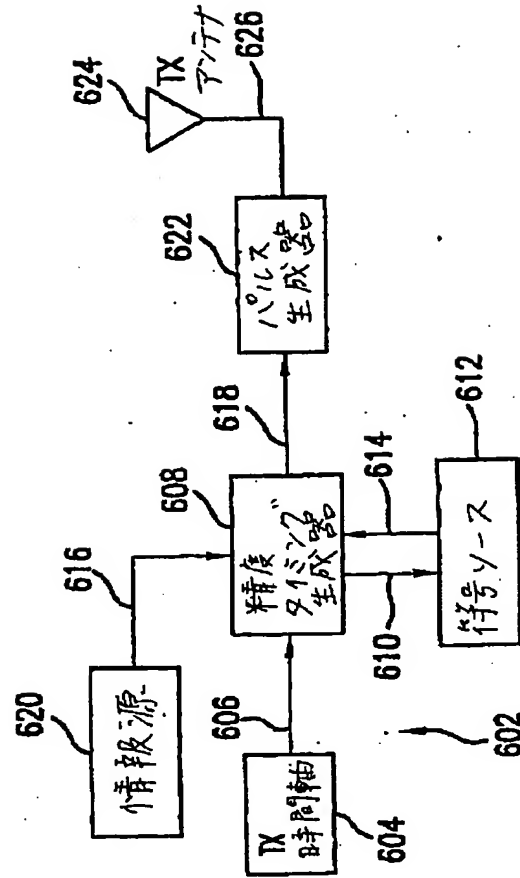 624
TX
アンテナ
626
622
パルス
生成器
618
608
精度
タイミング
生成器
616
620
情報源
606
TX
時間軸
604
610
614
612
符号ソース
602